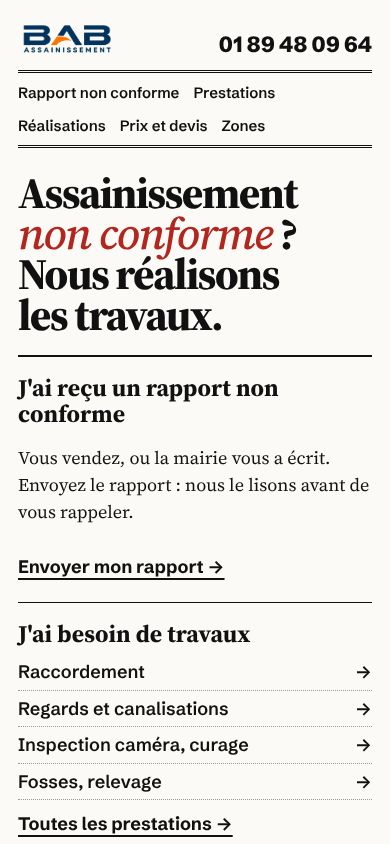 BAB
ASSAINISSEMENT
01 89 48 09 64
Rapport non conforme Prestations
Réalisations Prix et devis Zones
Assainissement
non conforme ?
Nous réalisons
les travaux.
J'ai reçu un rapport non
conforme
Vous vendez, ou la mairie vous a écrit.
Envoyez le rapport : nous le lisons avant de
vous rappeler.
Envoyer mon rapport →
J'ai besoin de travaux
Raccordement →
Regards et canalisations →
Inspection caméra, curage →
Fosses, relevage →
Toutes les prestations →